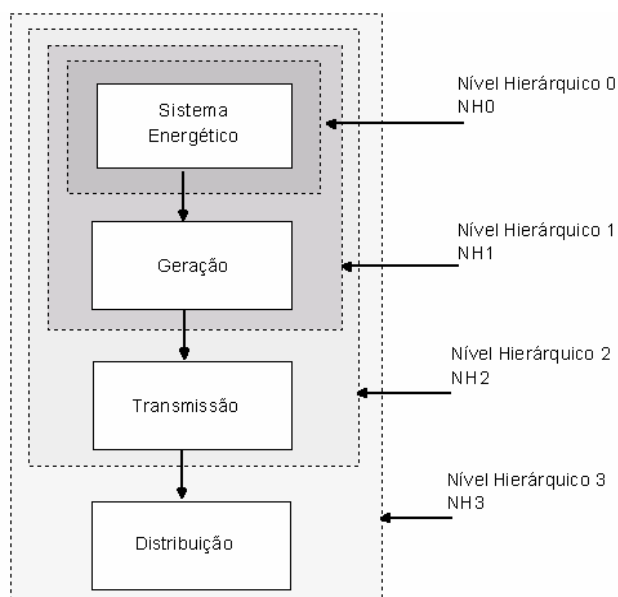 Sistema
Energético
Nível Hierárquico 0
NH0
Geração
Nível Hierárquico 1
NH1
Transmissão
Nível Hierárquico 2
NH2
Distribuição
Nível Hierárquico 3
NH3